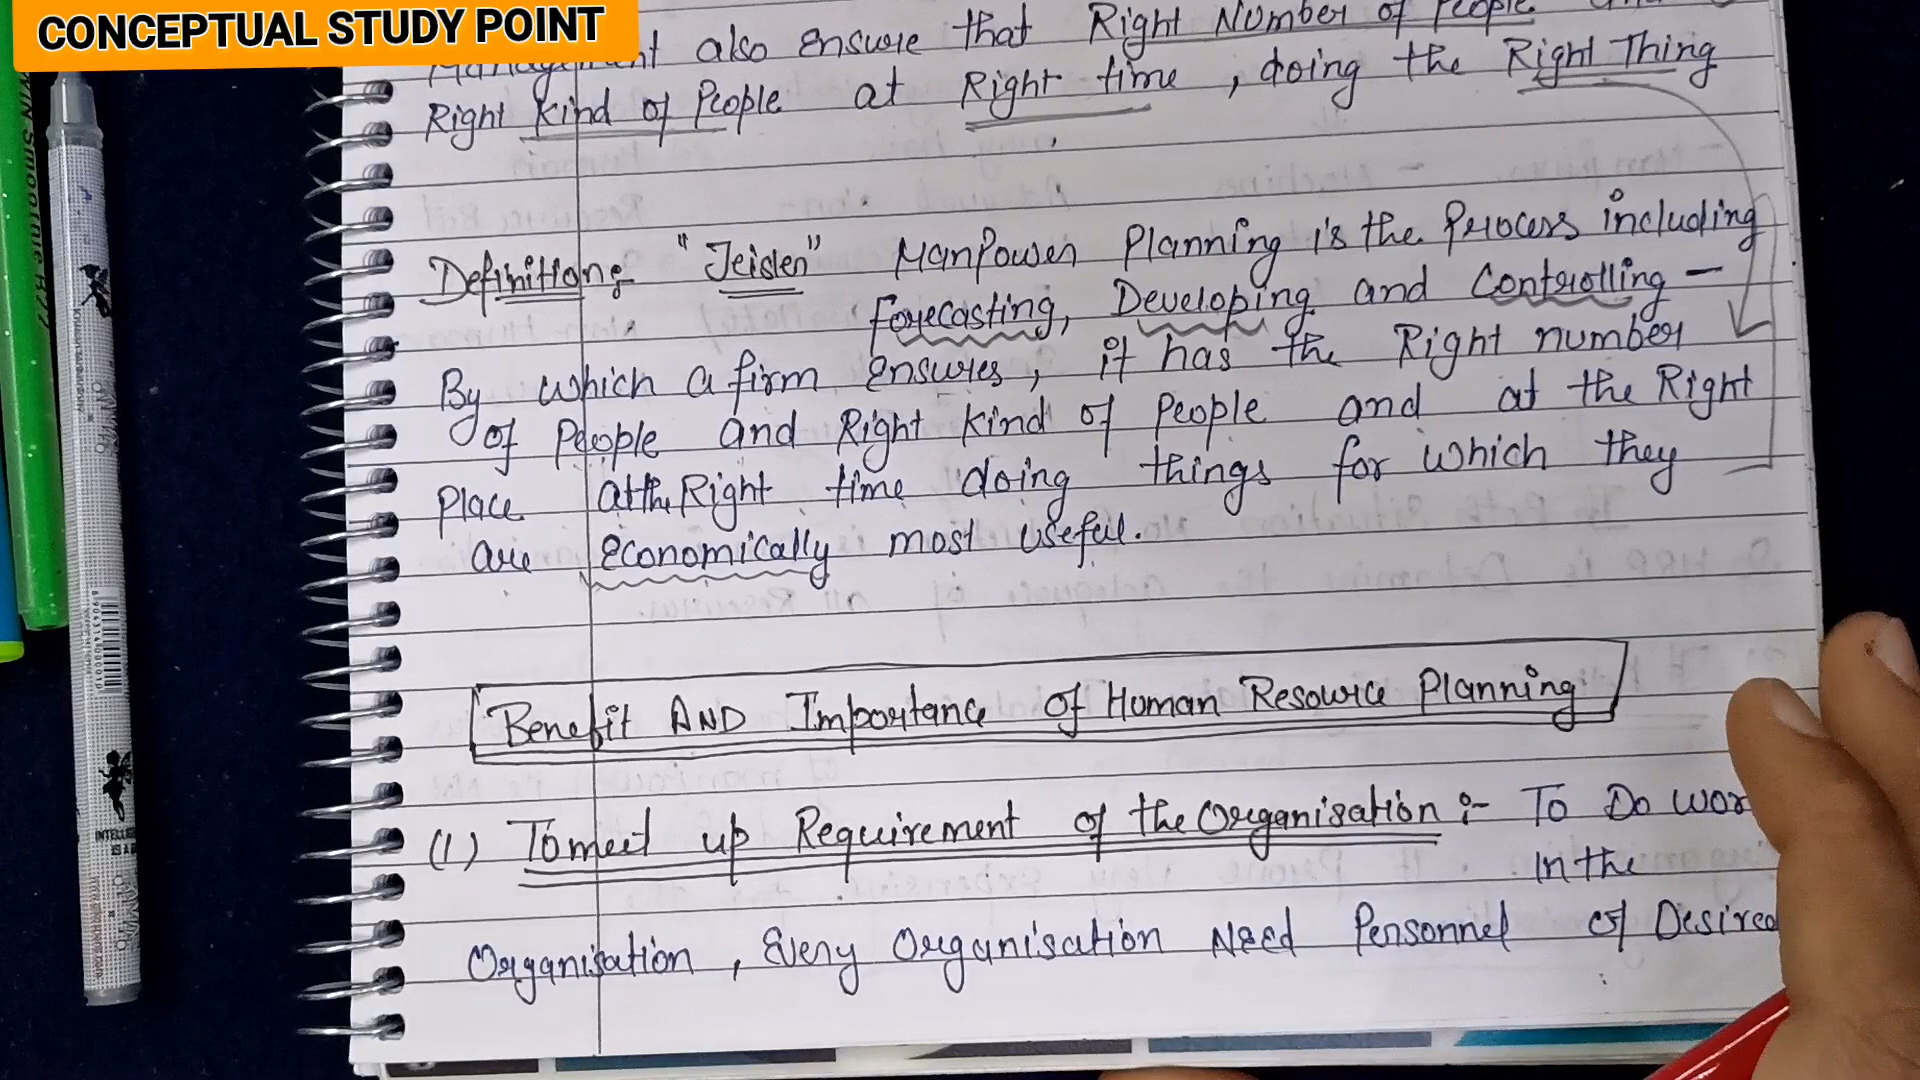 CONCEPTUAL STUDY POINT
Management also ensure that Right Number of People and
Right kind of People at Right time , doing the Right Thing
Definition:- "Jeislen" ManPower Planning is the Process including
forecasting, Developing and Controlling –
By which a firm ensures, it has the Right number
of People and Right kind of People and at the Right
Place at the Right time doing things for which they
are economically most useful.
Benefit AND Importance Of Human Resource Planning
(1) To meet up Requirement of the Organisation :- To Do wor
In the
Organisation , Every Organisation Need Personnel of Desired